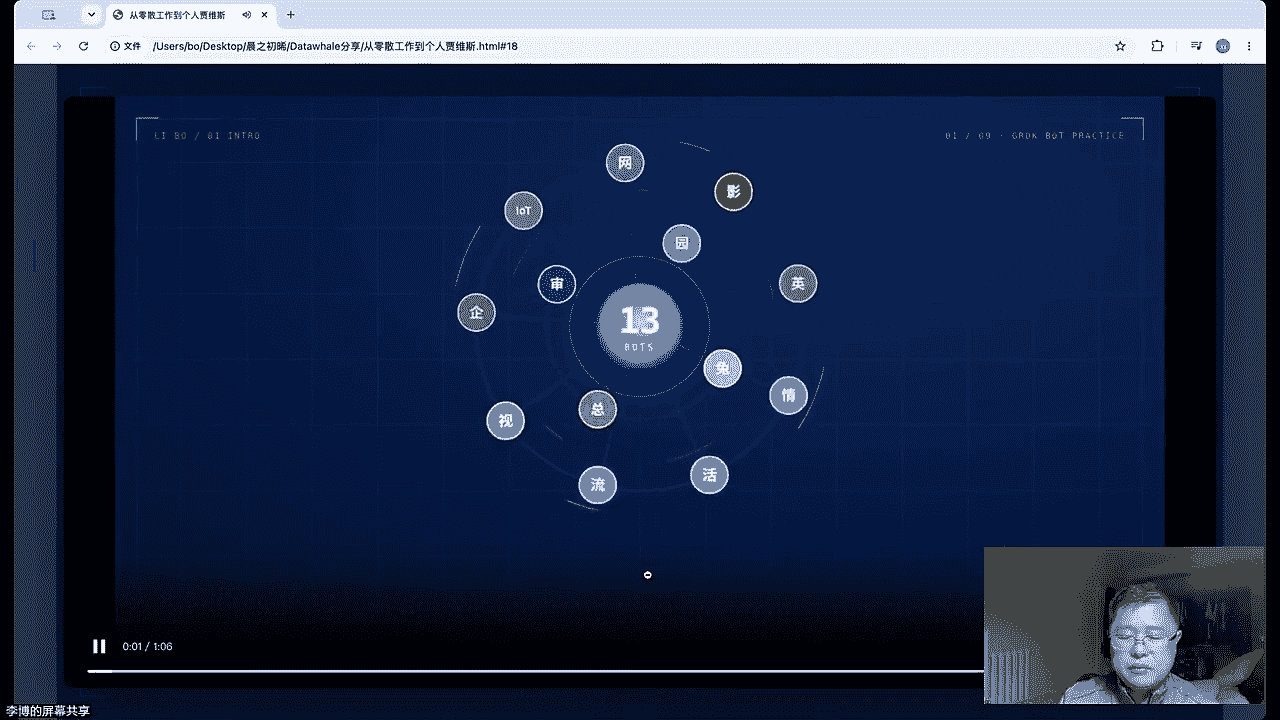 从零散工作到个人贾维斯
文件
/Users/bo/Desktop/晨之初晞/Datawhale分享/从零散工作到个人贾维斯.html#18
LI BO / 01 INTRO
01 / 09 · GROK BOT PRACTICE
网
影
IoT
园
审
英
企
13
BOTS
情
总
视
活
流
0:01 / 1:06
李博的屏幕共享